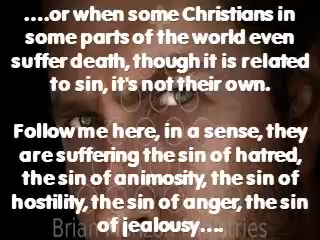 ....or when some Christians in
some parts of the world even
suffer death, though it is related
to sin, it's not their own.
Follow me here, in a sense, they
are suffering the sin of hatred,
the sin of animosity, the sin of
hostility, the sin of anger, the sin
of jealousy....
Brian